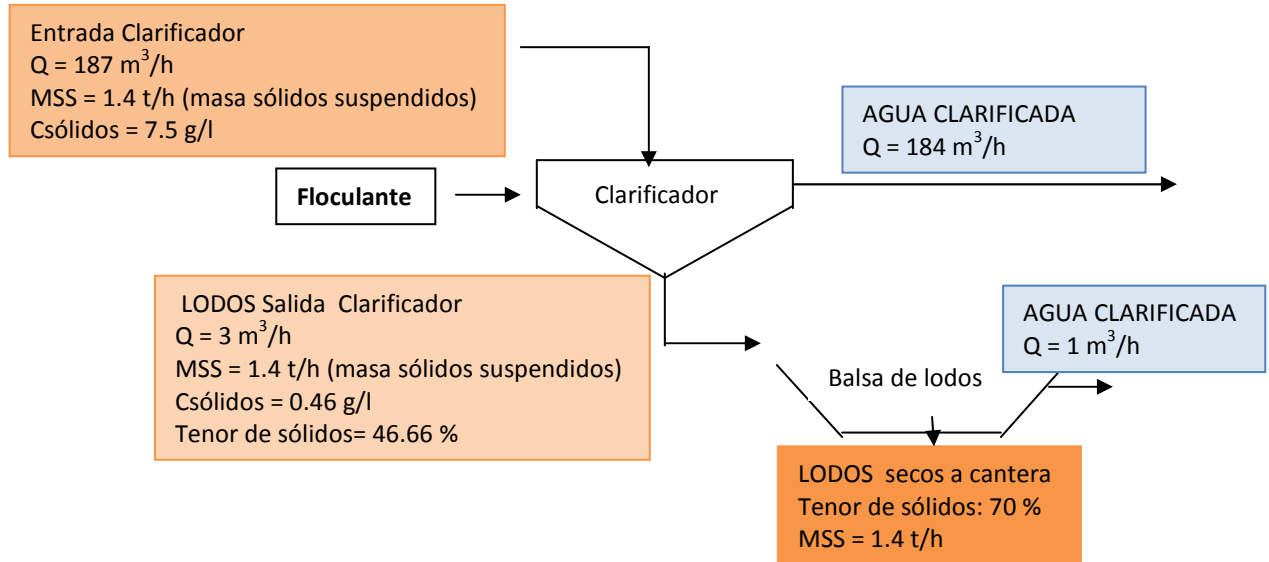 Entrada Clarificador
Q = 187 m³/h
MSS = 1.4 t/h (masa sólidos suspendidos)
Csólidos = 7.5 g/l
AGUA CLARIFICADA
Q = 184 m³/h
Floculante
Clarificador
LODOS Salida Clarificador
Q = 3 m³/h
MSS = 1.4 t/h (masa sólidos suspendidos)
Csólidos = 0.46 g/l
Tenor de sólidos= 46.66 %
AGUA CLARIFICADA
Q = 1 m³/h
Balsa de lodos
LODOS secos a cantera
Tenor de sólidos: 70 %
MSS = 1.4 t/h